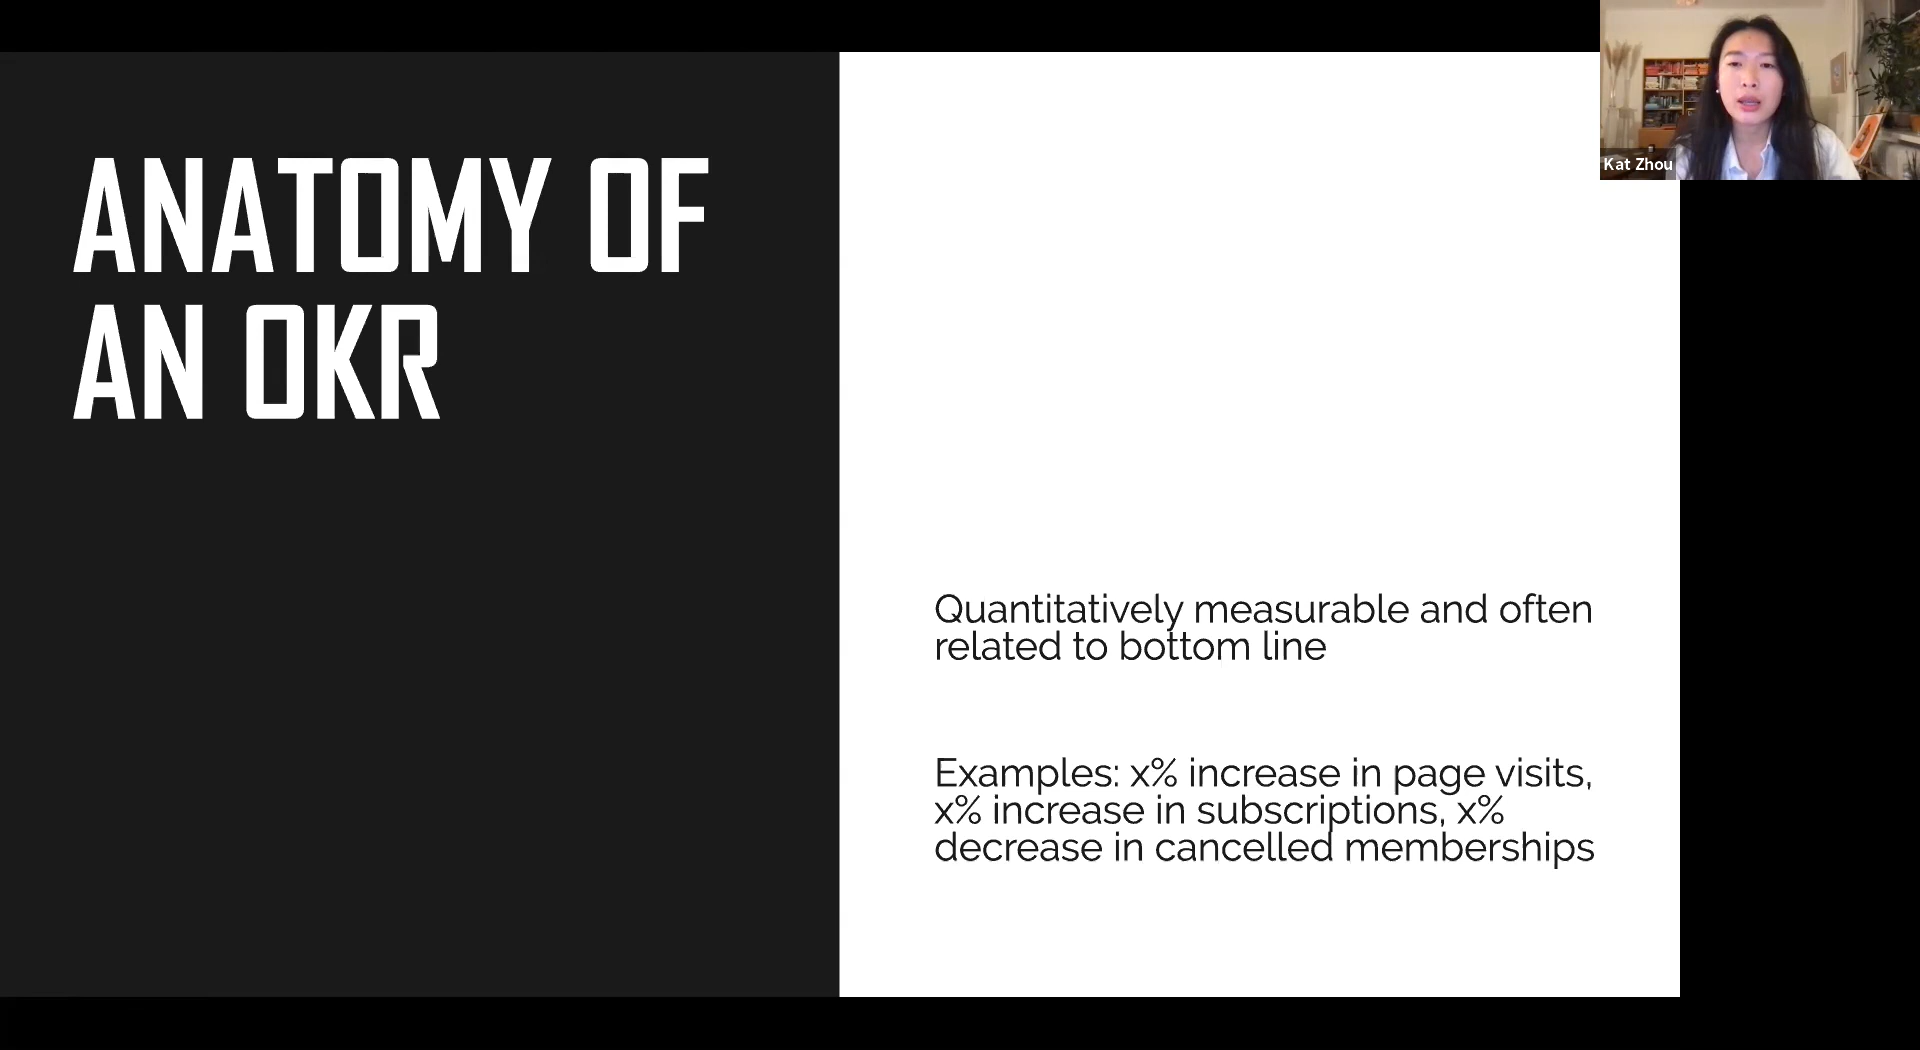 ANATOMY OF
AN OKR
Quantitatively measurable and often
related to bottom line
Examples: x% increase in page visits,
x% increase in subscriptions, x%
decrease in cancelled memberships
Kat Zhou